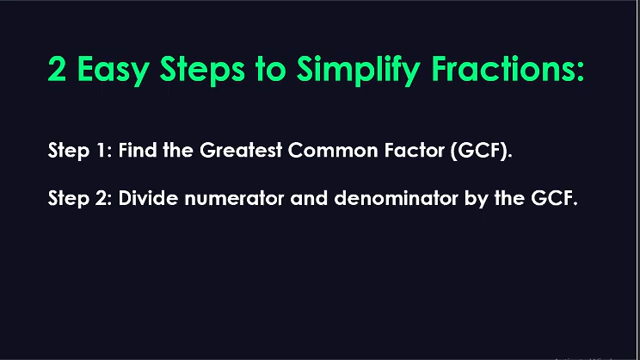 2 Easy Steps to Simplify Fractions:
Step 1: Find the Greatest Common Factor (GCF).
Step 2: Divide numerator and denominator by the GCF.